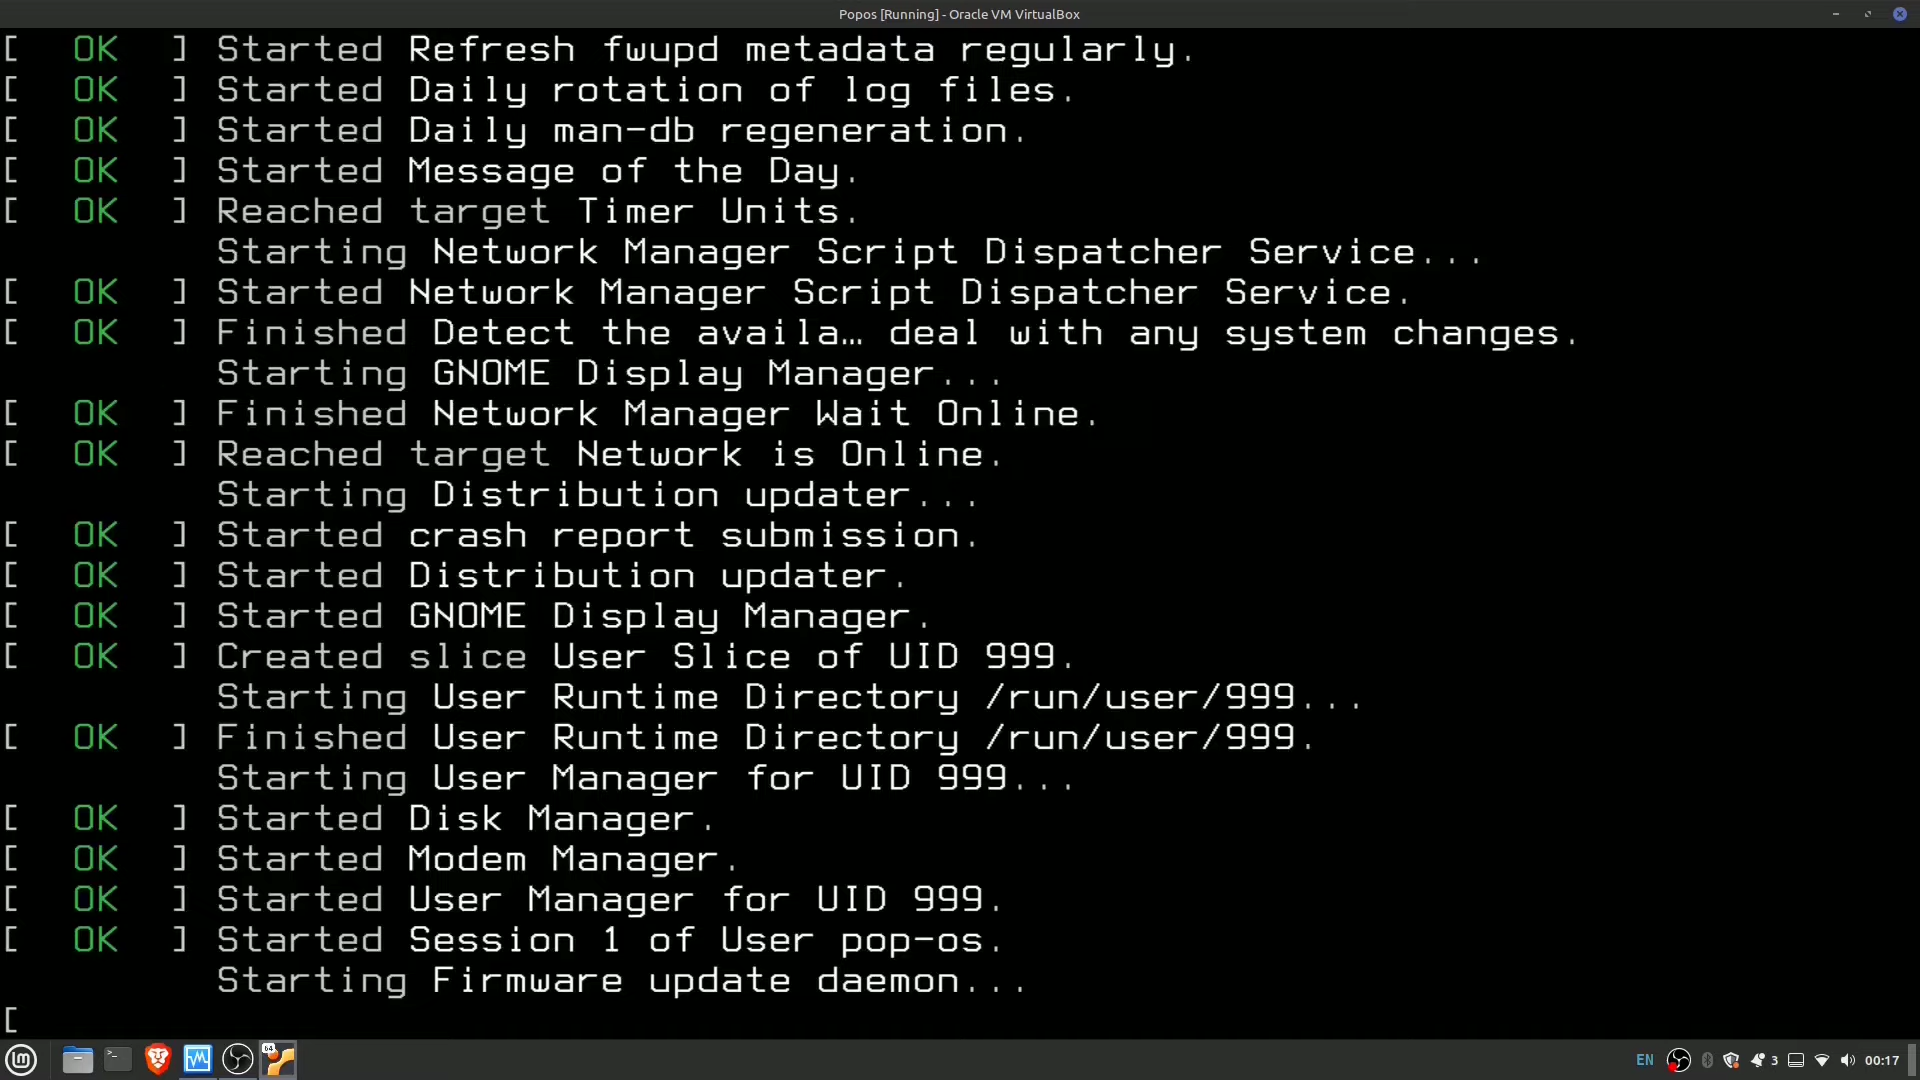 Popos [Running] - Oracle VM VirtualBox
[ OK ] Started Refresh fwupd metadata regularly.
[ OK ] Started Daily rotation of log files.
[ OK ] Started Daily man-db regeneration.
[ OK ] Started Message of the Day.
[ OK ] Reached target Timer Units.
Starting Network Manager Script Dispatcher Service...
[ OK ] Started Network Manager Script Dispatcher Service.
[ OK ] Finished Detect the availa… deal with any system changes.
Starting GNOME Display Manager...
[ OK ] Finished Network Manager Wait Online.
[ OK ] Reached target Network is Online.
Starting Distribution updater...
[ OK ] Started crash report submission.
[ OK ] Started Distribution updater.
[ OK ] Started GNOME Display Manager.
[ OK ] Created slice User Slice of UID 999.
Starting User Runtime Directory /run/user/999...
[ OK ] Finished User Runtime Directory /run/user/999.
Starting User Manager for UID 999...
[ OK ] Started Disk Manager.
[ OK ] Started Modem Manager.
[ OK ] Started User Manager for UID 999.
[ OK ] Started Session 1 of User pop-os.
Starting Firmware update daemon...
[
64
EN 3 00:17